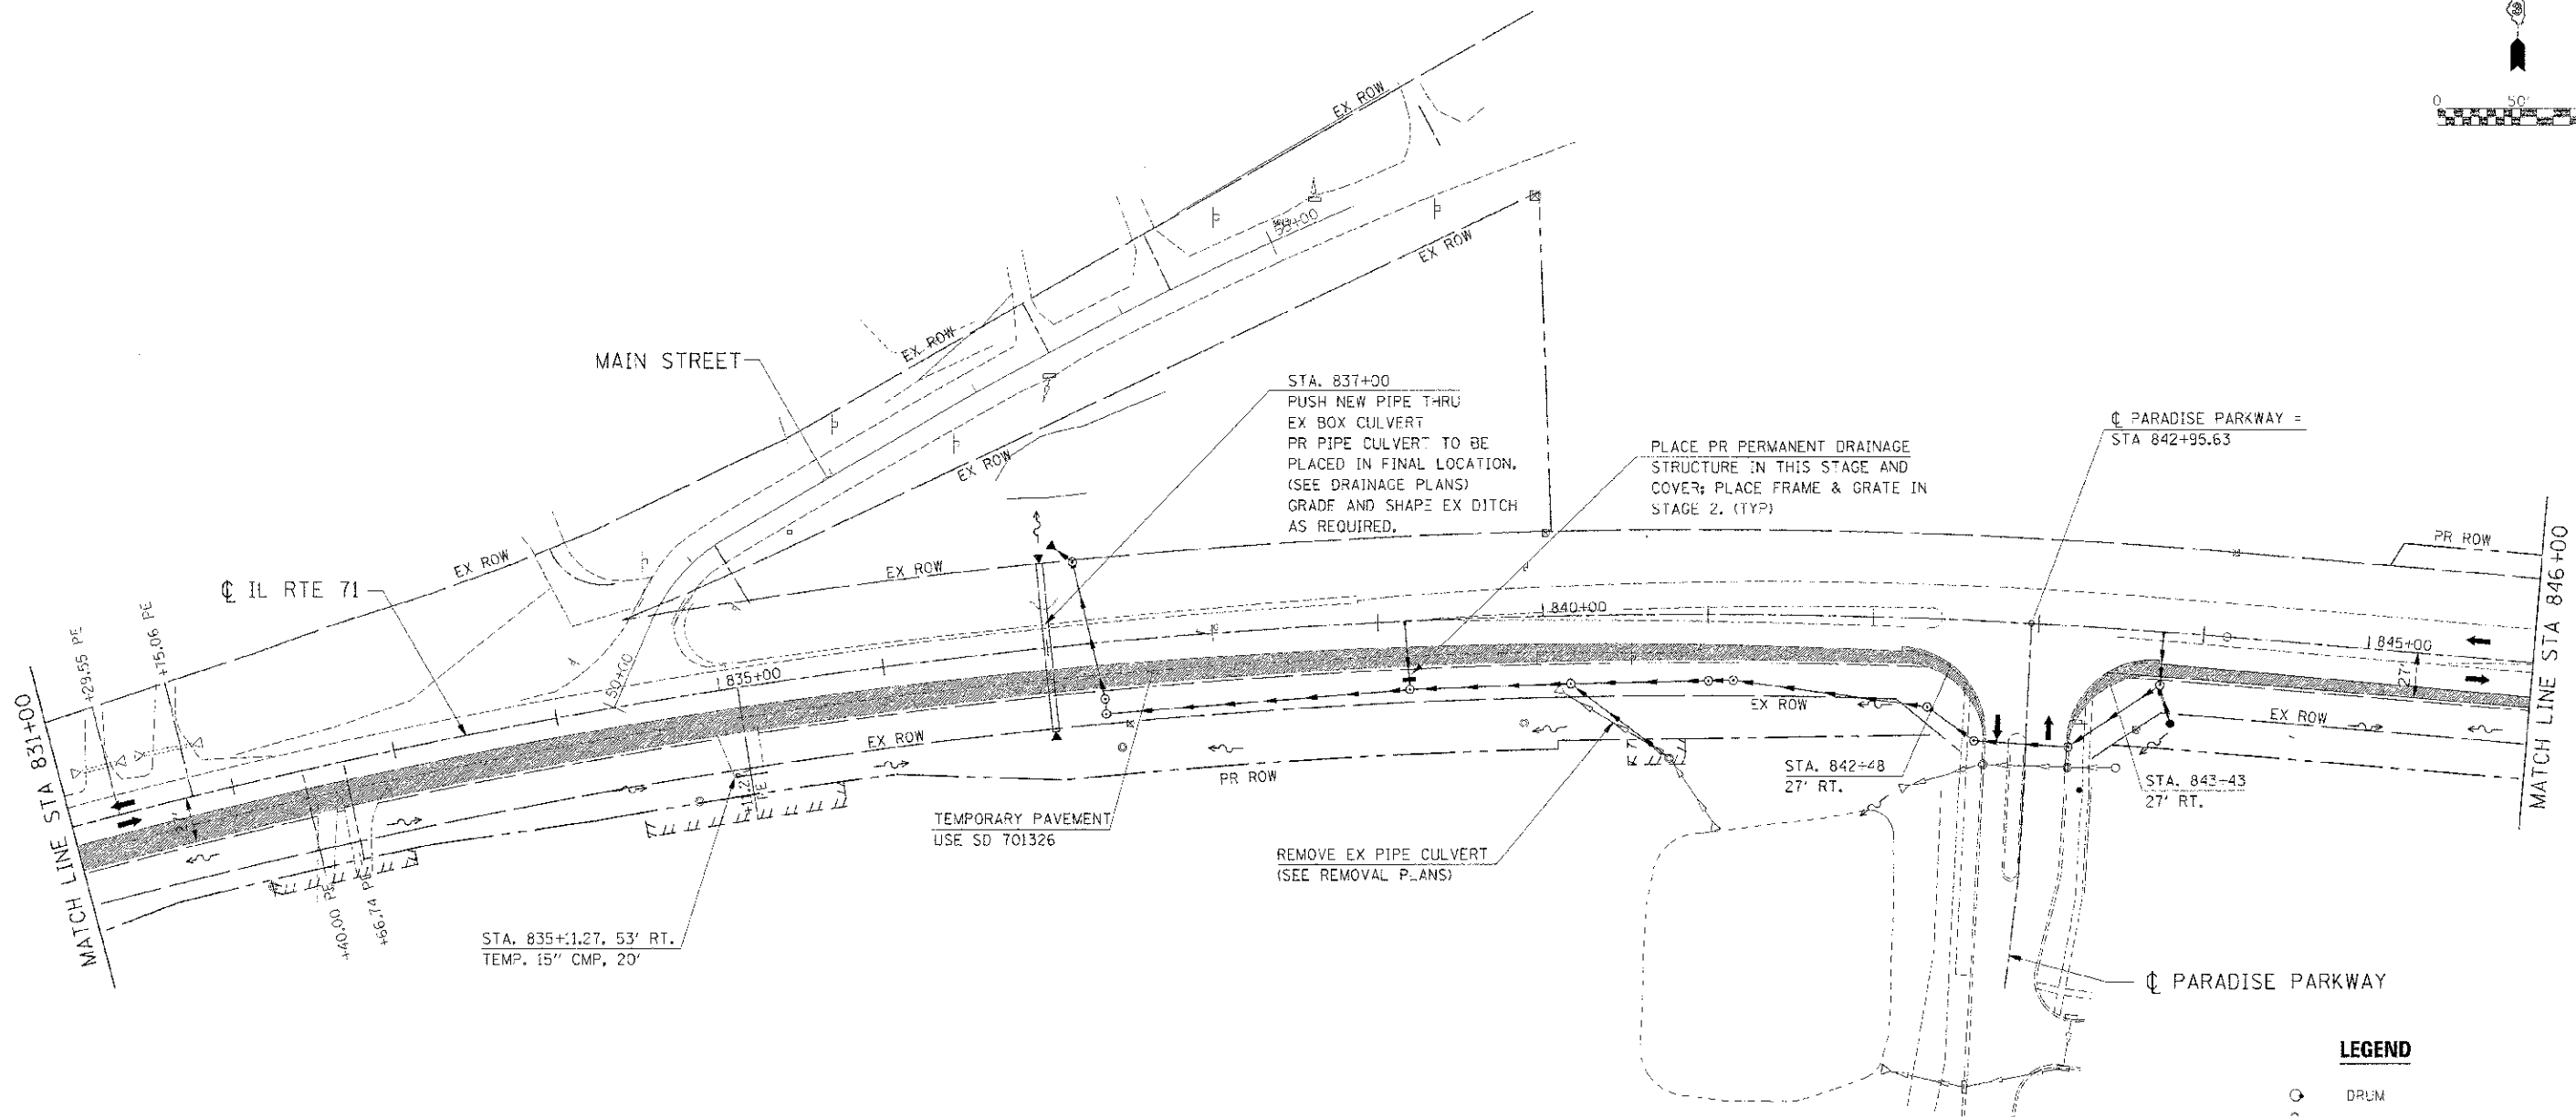 0 50'
EX ROW
53+00
EX ROW
EX ROW
MAIN STREET
EX ROW
STA. 837+00
PUSH NEW PIPE THRU
EX BOX CULVERT
PR PIPE CULVERT TO BE
PLACED IN FINAL LOCATION.
(SEE DRAINAGE PLANS)
GRADE AND SHAPE EX DITCH
AS REQUIRED.
PLACE PR PERMANENT DRAINAGE
STRUCTURE IN THIS STAGE AND
COVER; PLACE FRAME & GRATE IN
STAGE 2. (TYP)
℄ PARADISE PARKWAY =
STA 842+95.63
EX ROW
EX ROW
PR ROW
℄ IL RTE 71
+29.55 PE
+75.06 PE
MATCH LINE STA 831+00
MATCH LINE STA 846+00
50+00
835+00
840+00
845+00
27'
27'
EX ROW
EX ROW
EX ROW
PR ROW
STA. 842+48
27' RT.
STA. 843+43
27' RT.
TEMPORARY PAVEMENT
USE SD 701326
REMOVE EX PIPE CULVERT
(SEE REMOVAL PLANS)
+40.00 PE
+66.74 PE
STA. 835+11.27, 53' RT.
TEMP. 15" CMP, 20'
℄ PARADISE PARKWAY
LEGEND
DRUM